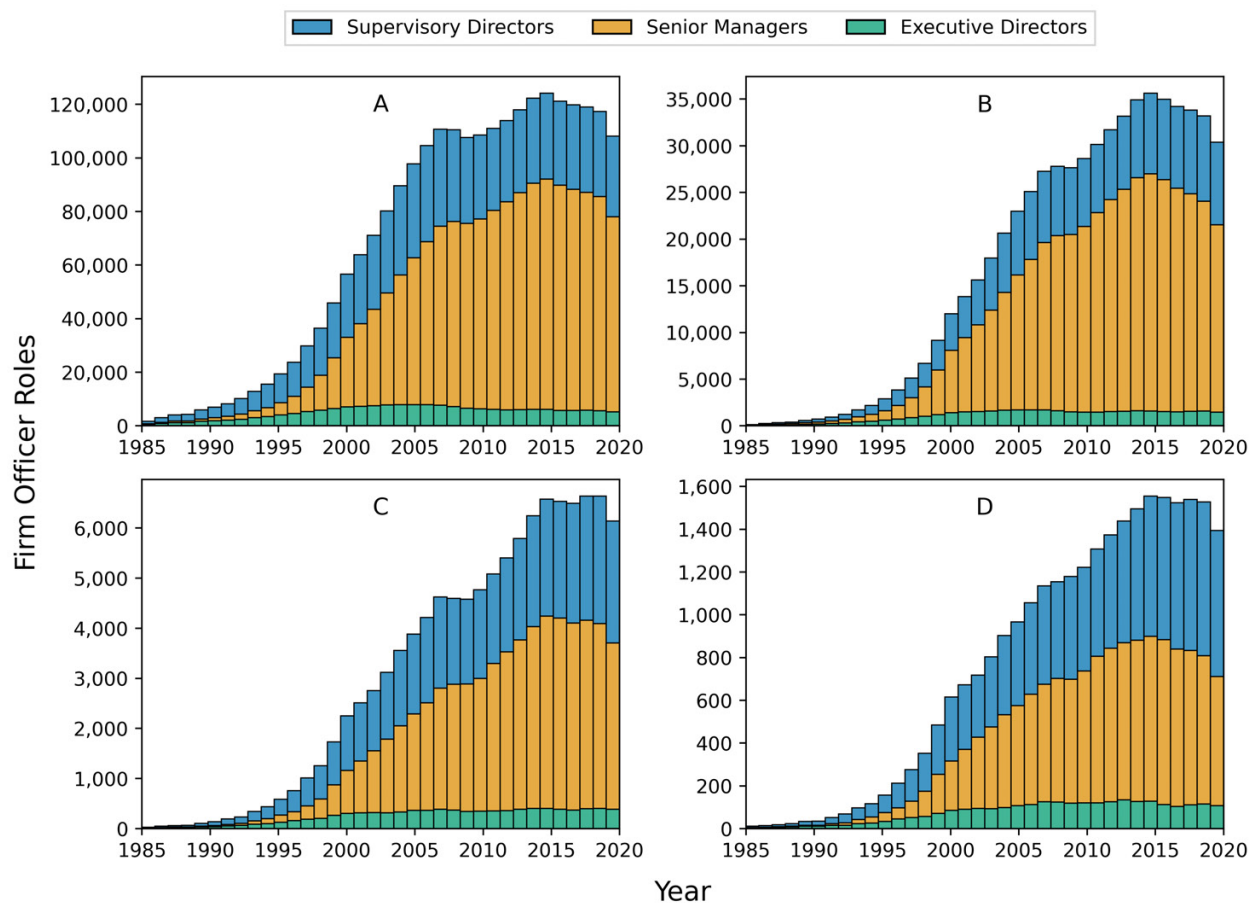 Supervisory Directors Senior Managers Executive Directors
A
120,000
100,000
80,000
60,000
40,000
20,000
0
1985 1990 1995 2000 2005 2010 2015 2020
B
35,000
30,000
25,000
20,000
15,000
10,000
5,000
0
1985 1990 1995 2000 2005 2010 2015 2020
C
6,000
5,000
4,000
3,000
2,000
1,000
0
1985 1990 1995 2000 2005 2010 2015 2020
D
1,600
1,400
1,200
1,000
800
600
400
200
0
1985 1990 1995 2000 2005 2010 2015 2020
Firm Officer Roles
Year